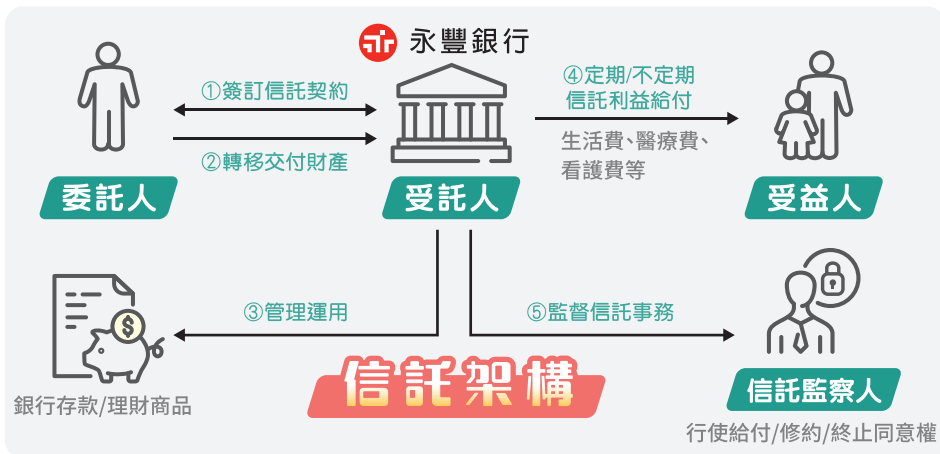 永豐銀行
①簽訂信託契約
②轉移交付財產
④定期/不定期
信託利益給付
生活費、醫療費、
看護費等
委託人
受託人
受益人
③管理運用
⑤監督信託事務
$
信託架構
銀行存款/理財商品
信託監察人
行使給付/修約/終止同意權